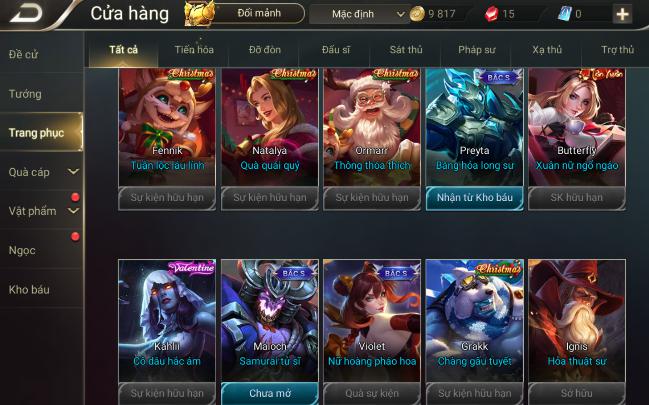 Cửa hàng
Đổi mảnh
Mặc định
9 817
15
0
Đề cử
Tướng
Trang phục
Quà cáp
Vật phẩm
Ngọc
Kho báu
Tất cả
Tiến hóa
Đỡ đòn
Đấu sĩ
Sát thủ
Pháp sư
Xạ thủ
Trợ thủ
Christmas
Fennik
Tuần lộc láu lỉnh
Sự kiện hữu hạn
Christmas
Natalya
Quà quái quỷ
Sự kiện hữu hạn
Christmas
Ormarr
Thông thỏa thích
Sự kiện hữu hạn
BẬC S
Preyta
Băng hỏa long sư
Nhận từ Kho báu
Butterfly
Xuân nữ ngổ ngáo
SK hữu hạn
Valentine
Kahlii
Cô dâu hắc ám
Sự kiện hữu hạn
BẬC S
Maloch
Samurai tử sĩ
Chưa mở
BẬC S
Violet
Nữ hoàng pháo hoa
Quà sự kiện
Christmas
Grakk
Chàng gấu tuyết
Sự kiện hữu hạn
Ignis
Hỏa thuật sư
Sở hữu